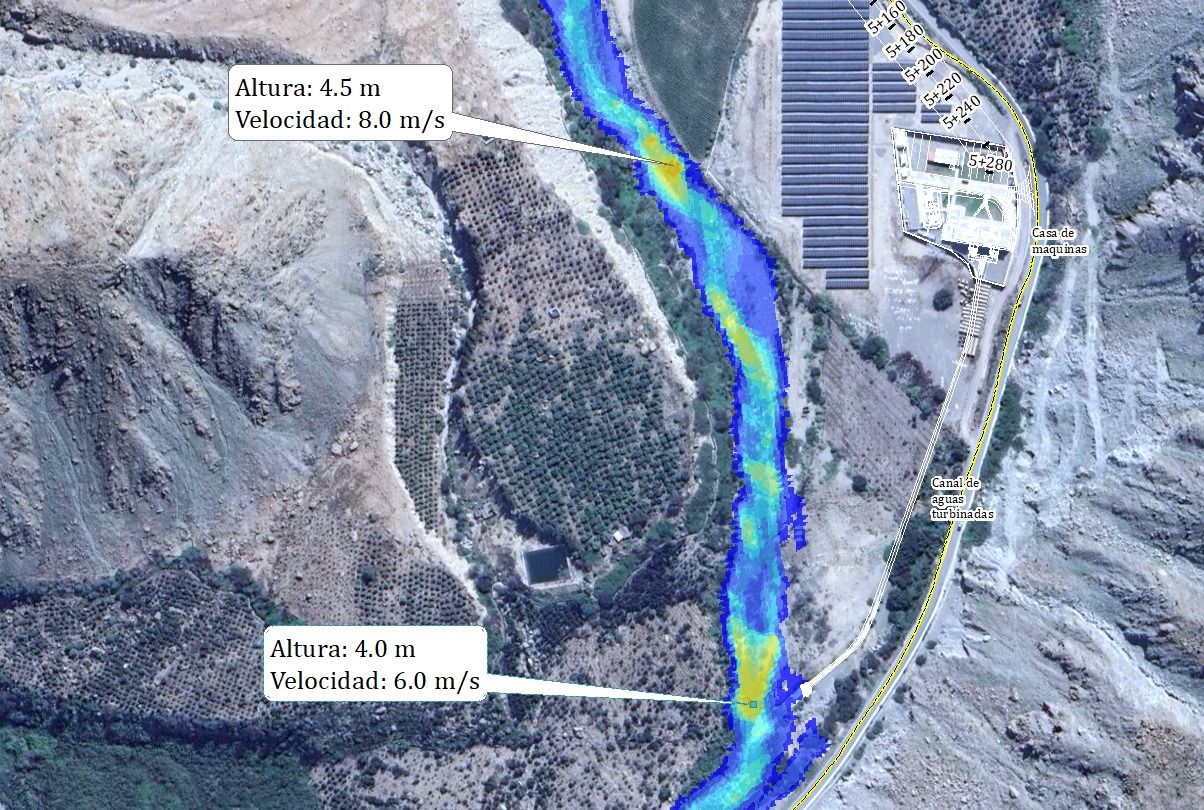 5+160
5+180
5+200
5+220
5+240
5+280
Altura: 4.5 m
Velocidad: 8.0 m/s
Casa de
maquinas
Canal de
aguas
turbinadas
Altura: 4.0 m
Velocidad: 6.0 m/s